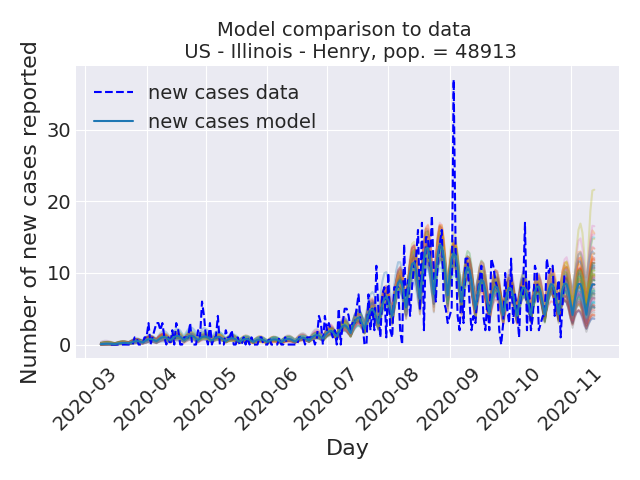 Model comparison to data
US - Illinois - Henry, pop. = 48913
Number of new cases reported
new cases data
new cases model
30
20
10
0
2020-03
2020-04
2020-05
2020-06
2020-07
2020-08
2020-09
2020-10
2020-11
Day